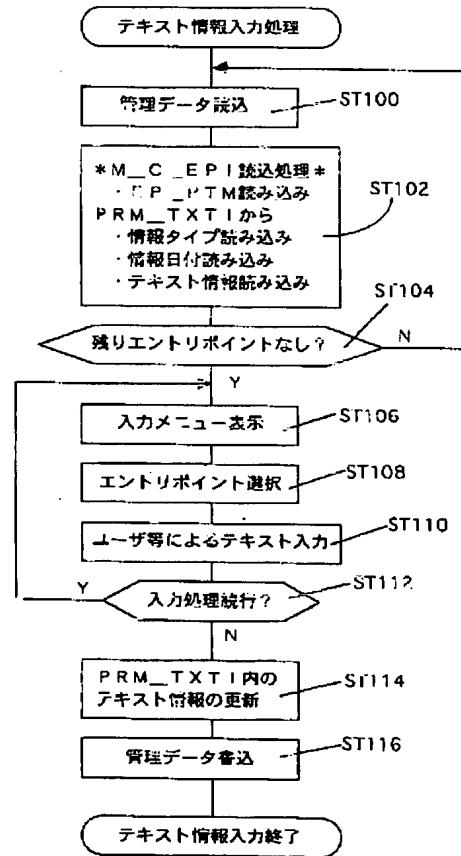 テキスト情報入力処理
管理データ読込
ST100
*M__C_EPI読込処理*
・EP_PTM読み込み
PRM__TXTIから
・情報タイプ読み込み
・情報日付読み込み
・テキスト情報読み込み
ST102
ST104
残りエントリポイントなし?
N
Y
入力メニュー表示
ST106
エントリポイント選択
ST108
ユーザ等によるテキスト入力
ST110
Y
入力処理続行?
ST112
N
PRM__TXTI内の
テキスト情報の更新
ST114
管理データ書込
ST116
テキスト情報入力終了